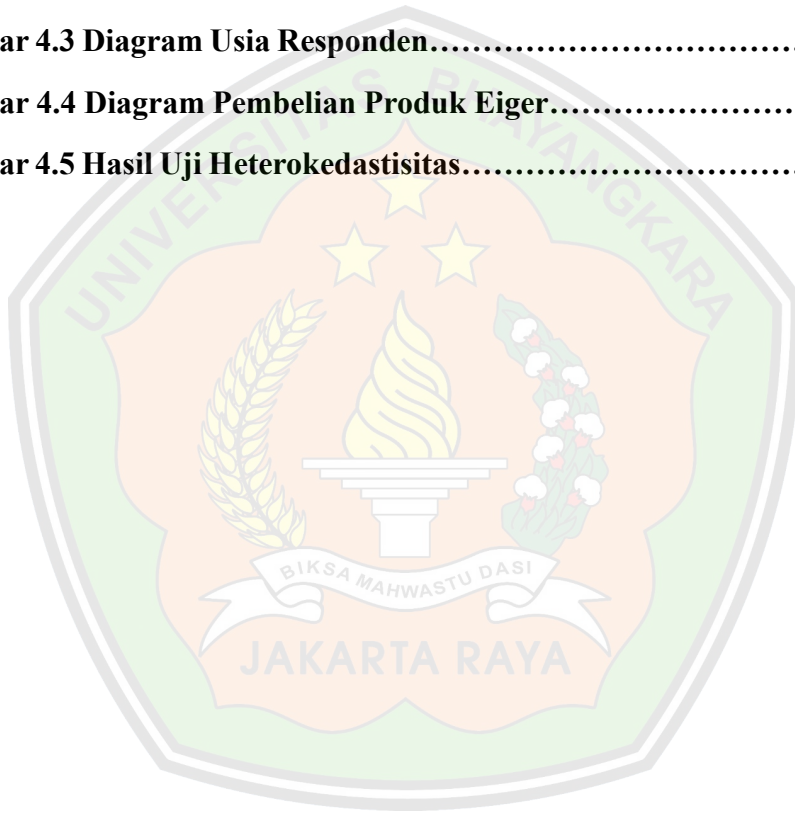 ar 4.3 Diagram Usia Responden……………………………….
ar 4.4 Diagram Pembelian Produk Eiger……………………….
ar 4.5 Hasil Uji Heterokedastisitas…………………………….
UNIVERSITAS BHAYANGKARA
BIKSA MAHWASTU DASI
JAKARTA RAYA